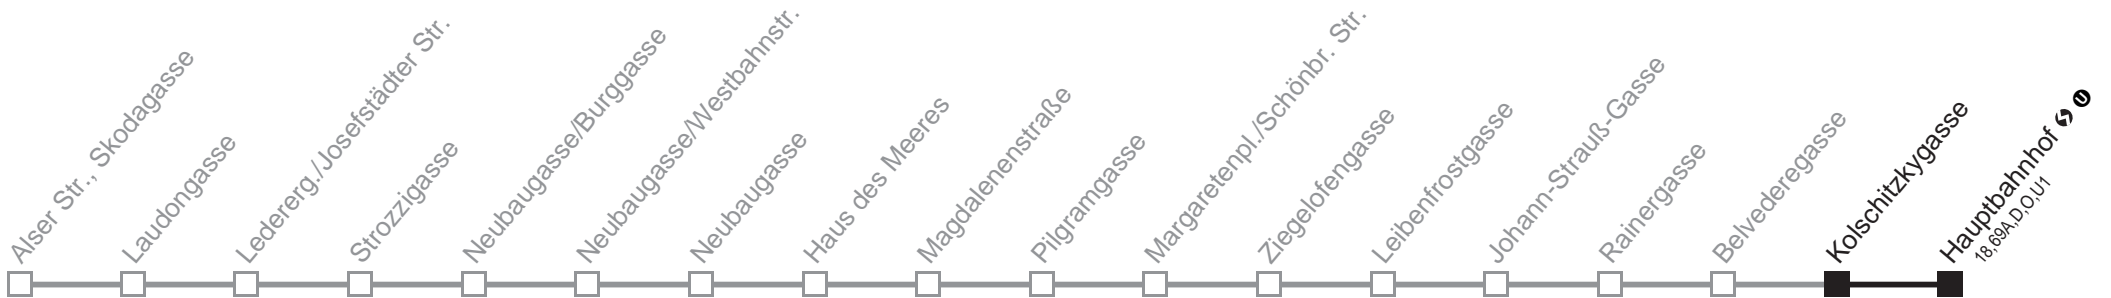 Alser Str., Skodagasse
Laudongasse
Ledererg./Josefstädter Str.
Strozzigasse
Neubaugasse/Burggasse
Neubaugasse/Westbahnstr.
Neubaugasse
Haus des Meeres
Magdalenenstraße
Pilgramgasse
Margaretenpl./Schönbr. Str.
Ziegelofengasse
Leibenfrostgasse
Johann-Strauß-Gasse
Rainergasse
Belvederegasse
Kolschitzkygasse
Hauptbahnhof U
18,69A,D,O,U1